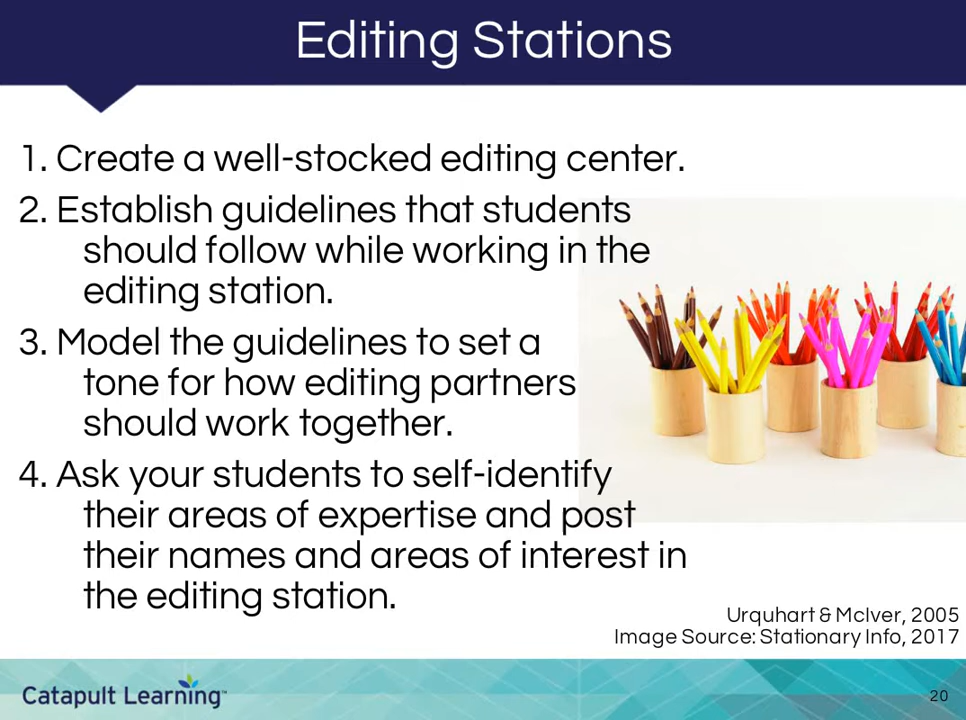 Editing Stations
1. Create a well-stocked editing center.
2. Establish guidelines that students
should follow while working in the
editing station.
3. Model the guidelines to set a
tone for how editing partners
should work together.
4. Ask your students to self-identify
their areas of expertise and post
their names and areas of interest in
the editing station.
Urquhart & McIver, 2005
Image Source: Stationary Info, 2017
Catapult Learning™
20